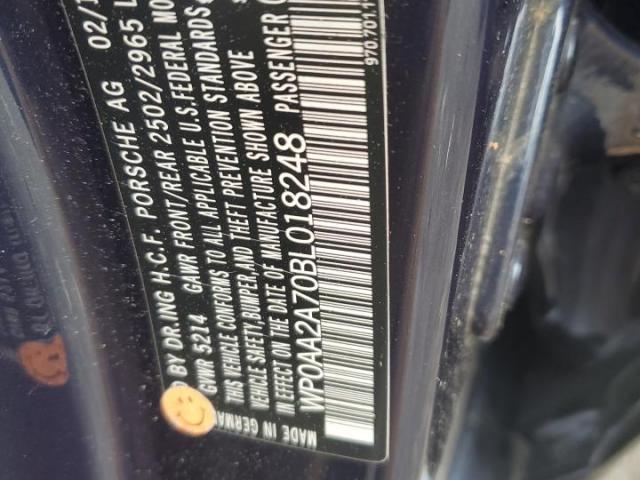 D BY DR.ING H.C.F. PORSCHE AG 02/1
GVWR 5214 GAWR FRONT/REAR 2502/2965 L
THIS VEHICLE CONFORMS TO ALL APPLICABLE U.S.FEDERAL MO
VEHICLE SAFETY,BUMPER,AND THEFT PREVENTION STANDARDS
IN EFFECT ON THE DATE OF MANUFACTURE SHOWN ABOVE
WP0AA2A70BL018248 PASSENGER
MADE IN GERMA
970.701.1